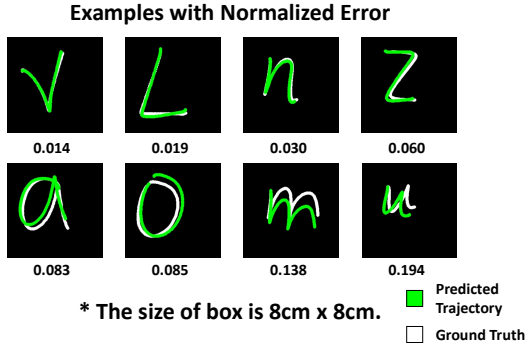 Examples with Normalized Error
V L n Z
0.014 0.019 0.030 0.060
a O m u
0.083 0.085 0.138 0.194
* The size of box is 8cm x 8cm.
Predicted
Trajectory
Ground Truth